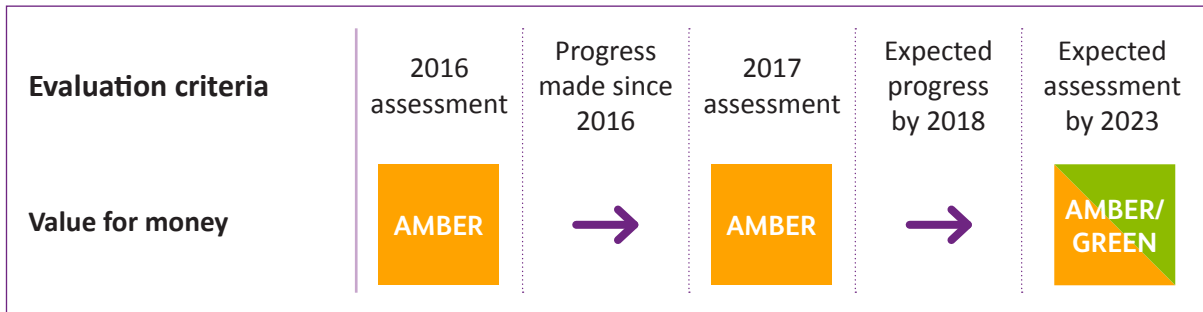 Evaluation criteria
2016
assessment
Progress
made since
2016
2017
assessment
Expected
progress
by 2018
Expected
assessment
by 2023
Value for money
AMBER
AMBER
AMBER/
GREEN